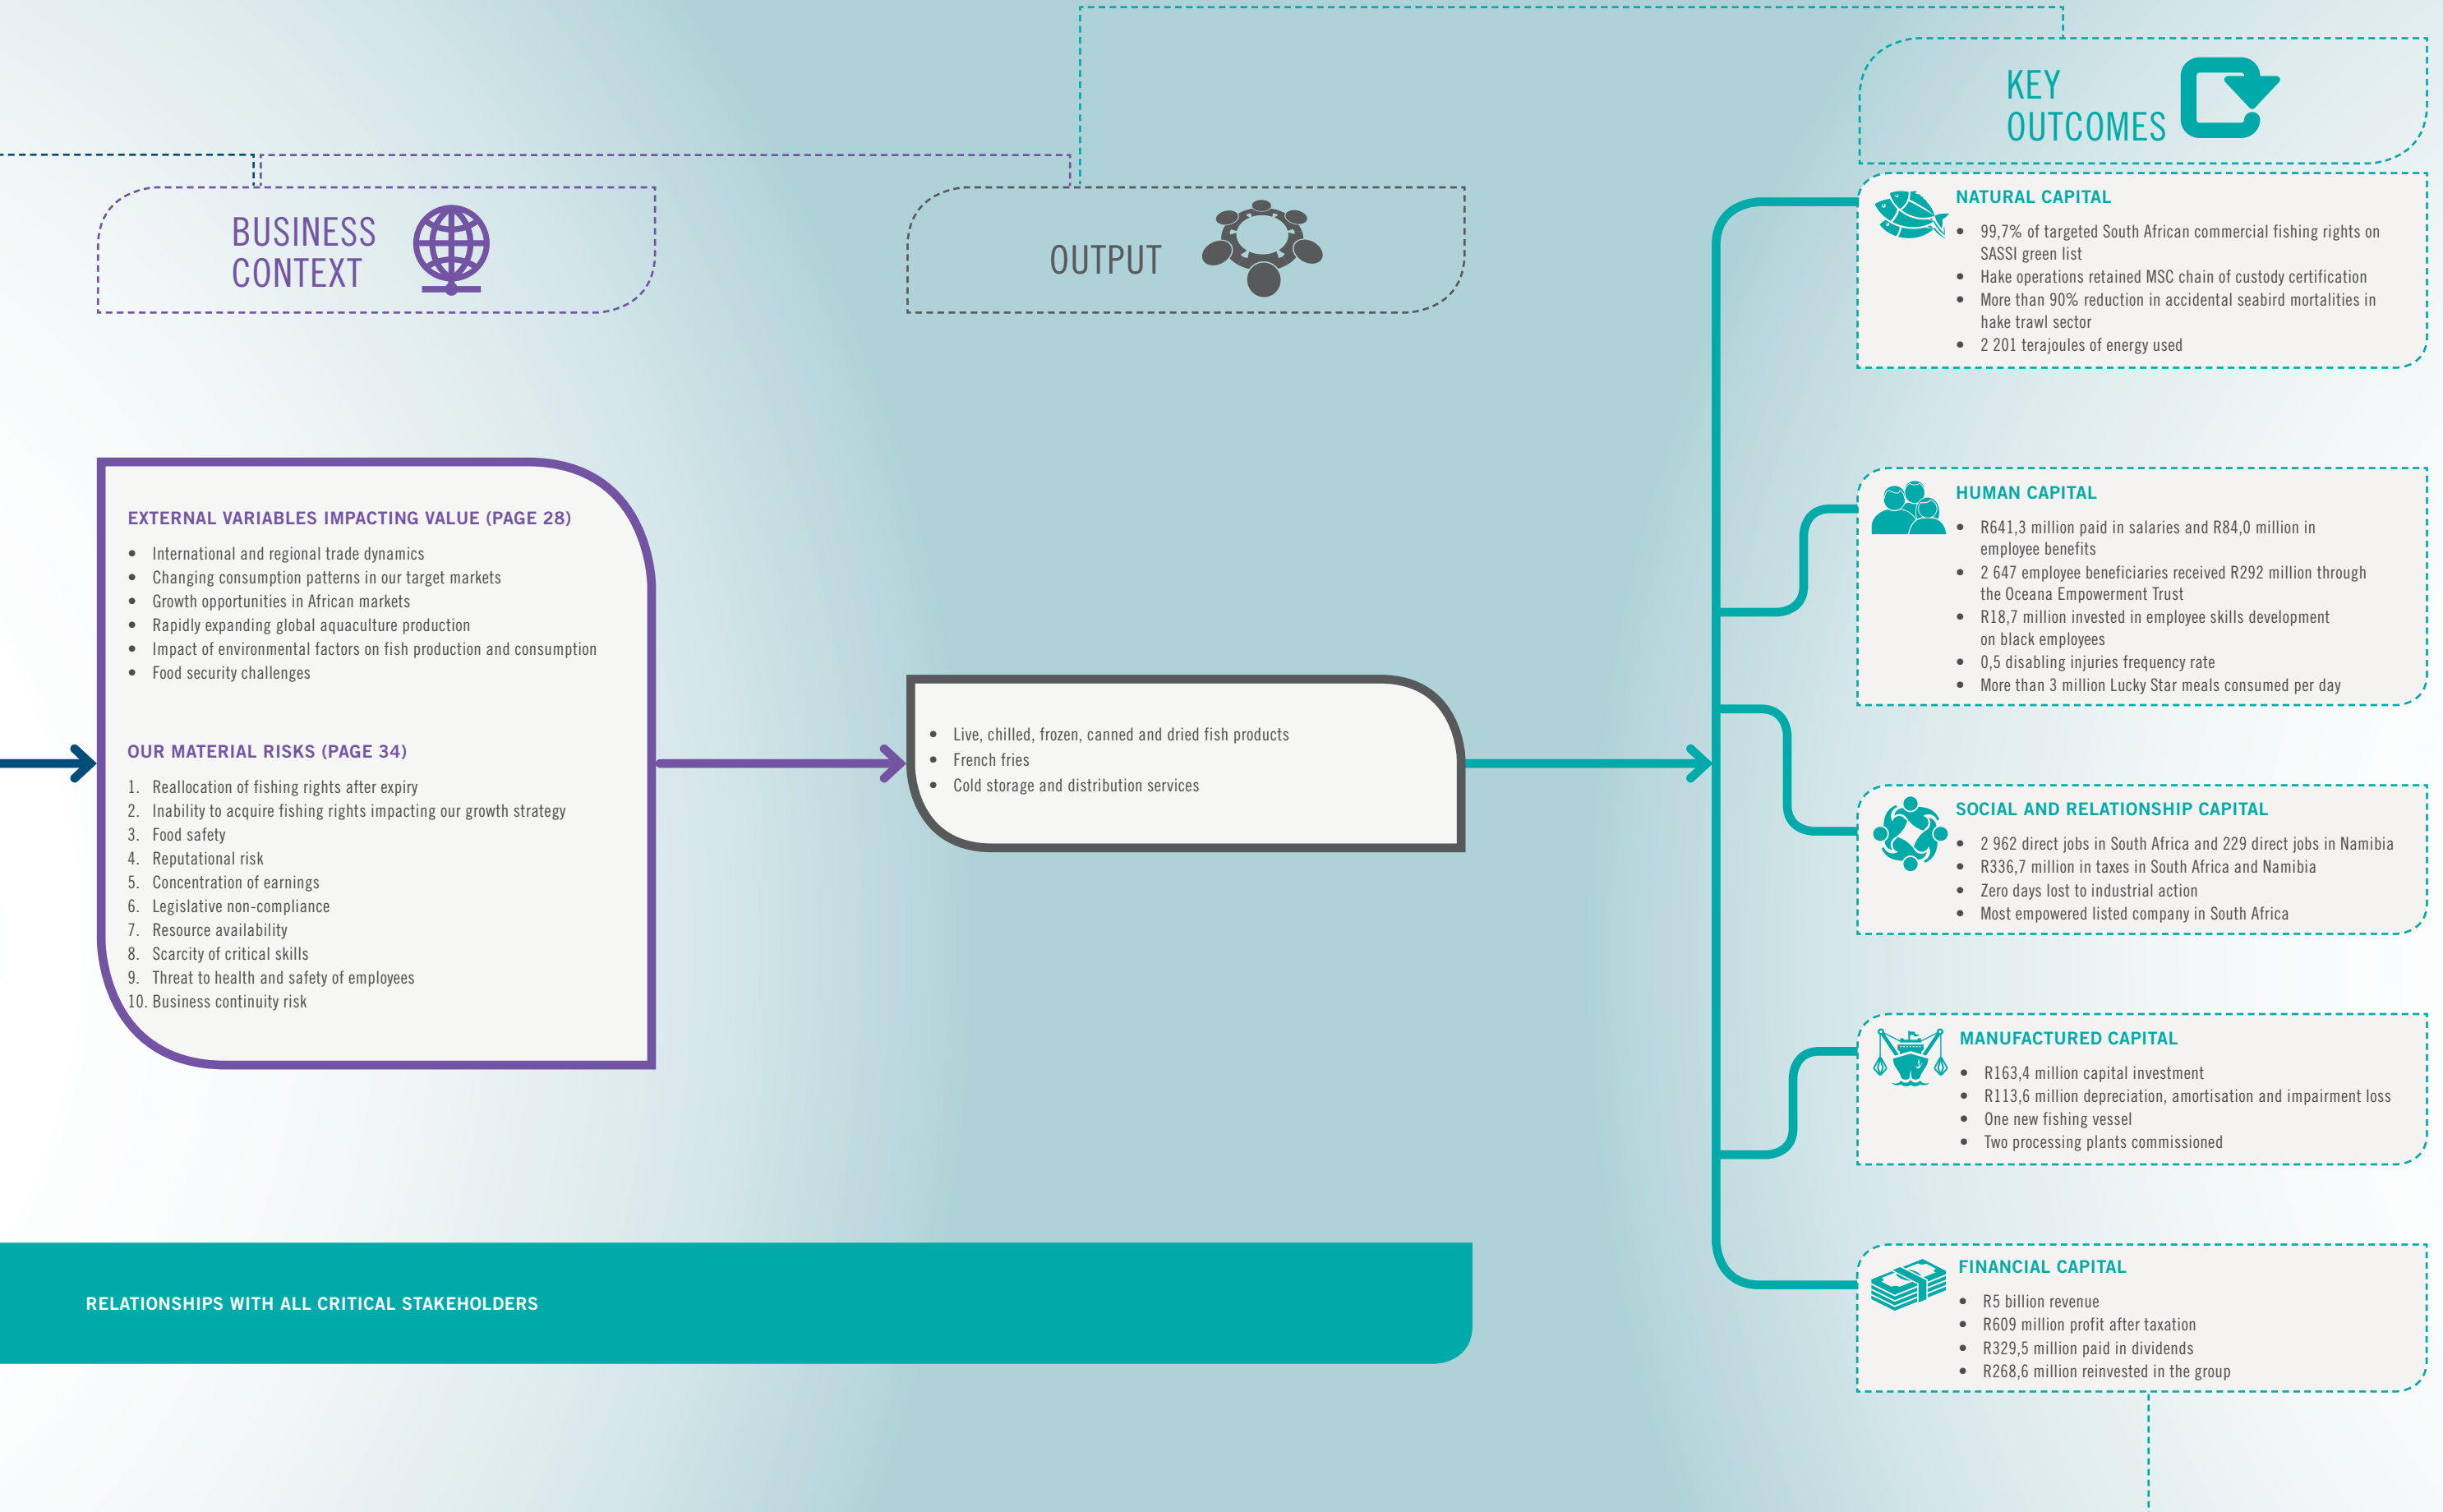 BUSINESS
CONTEXT
EXTERNAL VARIABLES IMPACTING VALUE (PAGE 28)
• International and regional trade dynamics
• Changing consumption patterns in our target markets
• Growth opportunities in African markets
• Rapidly expanding global aquaculture production
• Impact of environmental factors on fish production and consumption
• Food security challenges
OUR MATERIAL RISKS (PAGE 34)
1. Reallocation of fishing rights after expiry
2. Inability to acquire fishing rights impacting our growth strategy
3. Food safety
4. Reputational risk
5. Concentration of earnings
6. Legislative non-compliance
7. Resource availability
8. Scarcity of critical skills
9. Threat to health and safety of employees
10. Business continuity risk
OUTPUT
• Live, chilled, frozen, canned and dried fish products
• French fries
• Cold storage and distribution services
KEY
OUTCOMES
NATURAL CAPITAL
• 99,7% of targeted South African commercial fishing rights on
SASSI green list
• Hake operations retained MSC chain of custody certification
• More than 90% reduction in accidental seabird mortalities in
hake trawl sector
• 2 201 terajoules of energy used
HUMAN CAPITAL
• R641,3 million paid in salaries and R84,0 million in
employee benefits
• 2 647 employee beneficiaries received R292 million through
the Oceana Empowerment Trust
• R18,7 million invested in employee skills development
on black employees
• 0,5 disabling injuries frequency rate
• More than 3 million Lucky Star meals consumed per day
SOCIAL AND RELATIONSHIP CAPITAL
• 2 962 direct jobs in South Africa and 229 direct jobs in Namibia
• R336,7 million in taxes in South Africa and Namibia
• Zero days lost to industrial action
• Most empowered listed company in South Africa
MANUFACTURED CAPITAL
• R163,4 million capital investment
• R113,6 million depreciation, amortisation and impairment loss
• One new fishing vessel
• Two processing plants commissioned
FINANCIAL CAPITAL
• R5 billion revenue
• R609 million profit after taxation
• R329,5 million paid in dividends
• R268,6 million reinvested in the group
RELATIONSHIPS WITH ALL CRITICAL STAKEHOLDERS